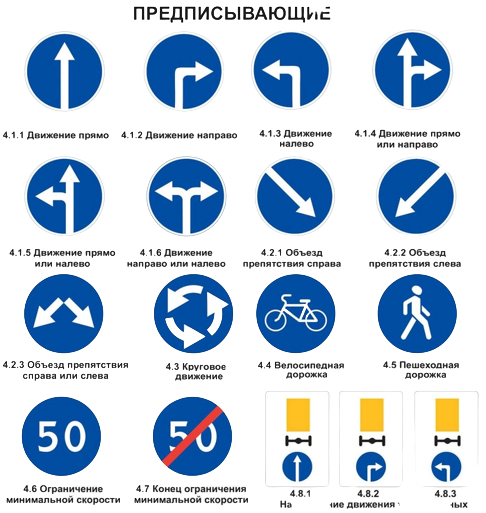 ПРЕДПИСЫВАЮЩИЕ
4.1.1 Движение прямо
4.1.2 Движение направо
4.1.3 Движение
налево
4.1.4 Движение прямо
или направо
4.1.5 Движение прямо
или налево
4.1.6 Движение
направо или налево
4.2.1 Объезд
препятствия справа
4.2.2 Объезд
препятствия слева
4.2.3 Объезд препятствия
справа или слева
4.3 Круговое
движение
4.4 Велосипедная
дорожка
4.5 Пешеходная
дорожка
50
4.6 Ограничение
минимальной скорости
50
4.7 Конец ограничения
минимальной скорости
4.8.1
4.8.2
4.8.3
движения